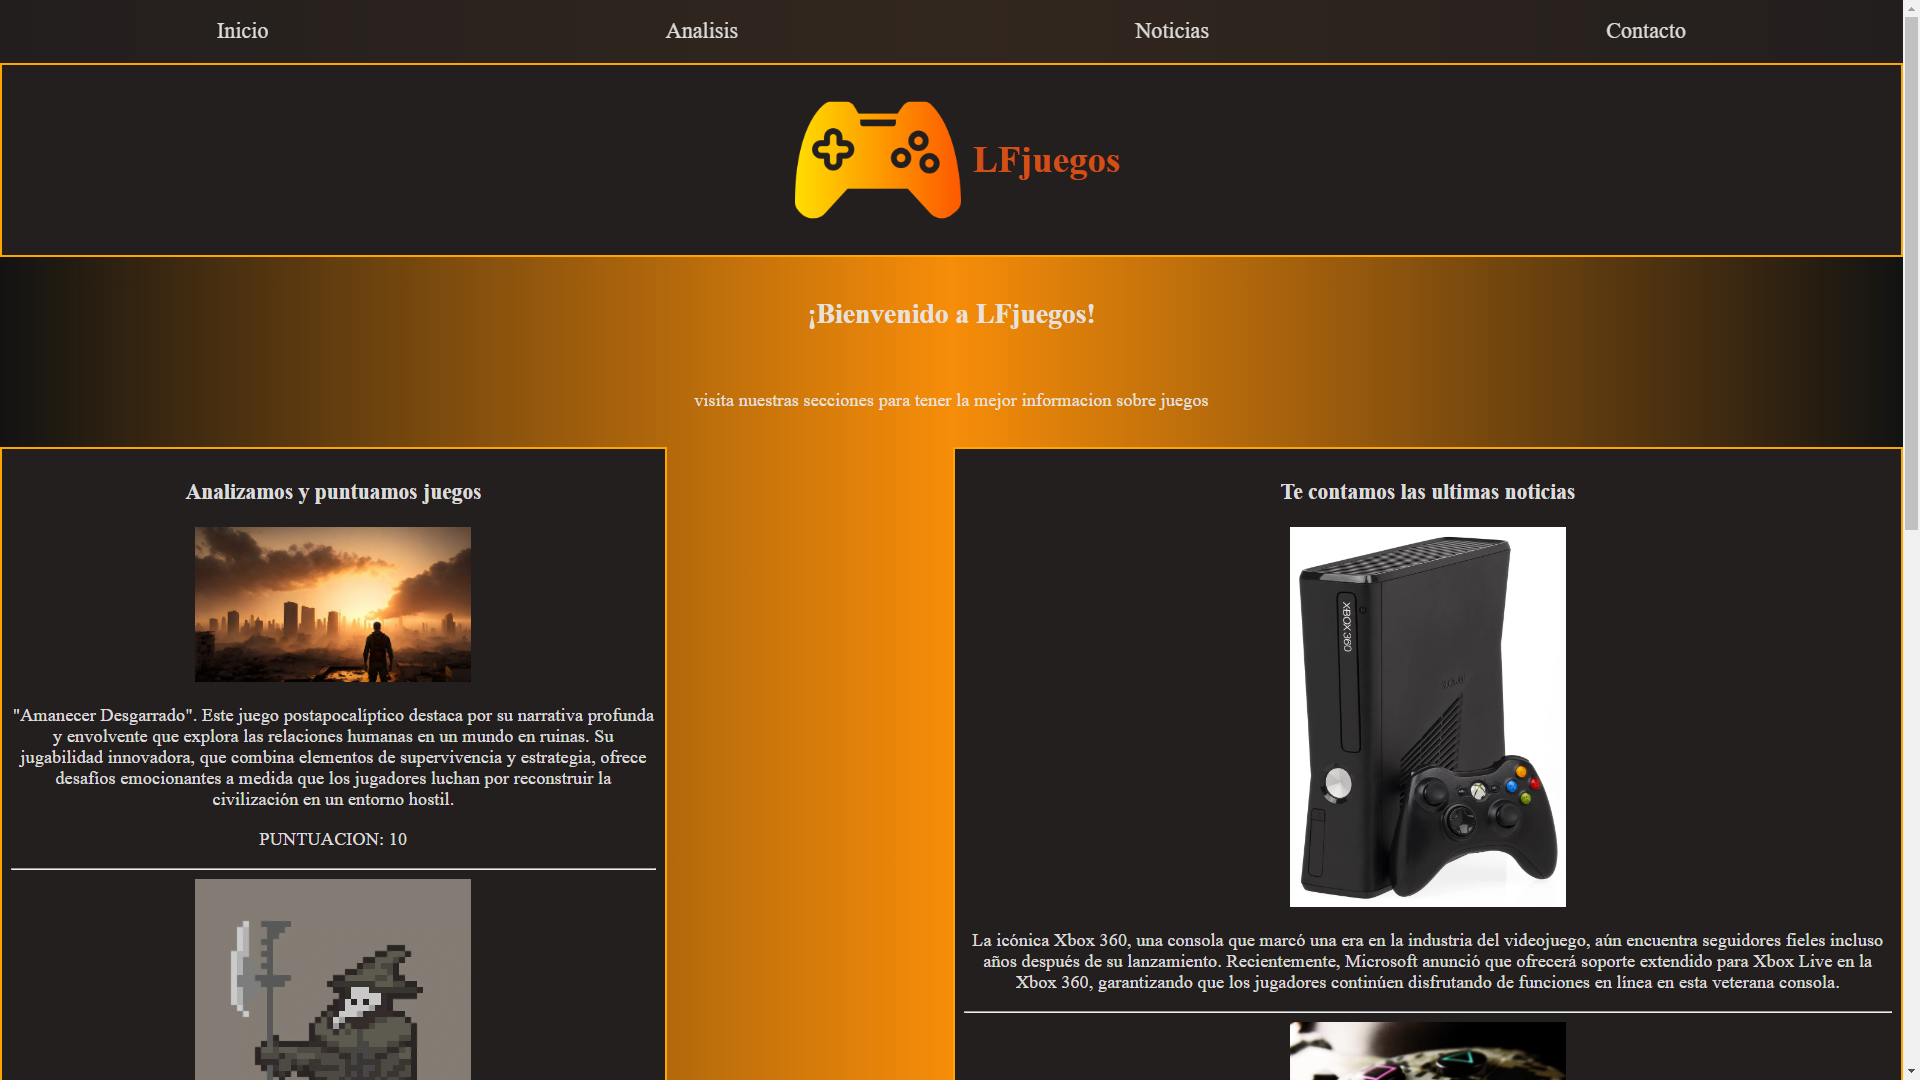 Inicio
Analisis
Noticias
Contacto
LFjuegos
¡Bienvenido a LFjuegos!
visita nuestras secciones para tener la mejor informacion sobre juegos
Analizamos y puntuamos juegos
"Amanecer Desgarrado". Este juego postapocalíptico destaca por su narrativa profunda
y envolvente que explora las relaciones humanas en un mundo en ruinas. Su
jugabilidad innovadora, que combina elementos de supervivencia y estrategia, ofrece
desafíos emocionantes a medida que los jugadores luchan por reconstruir la
civilización en un entorno hostil.
PUNTUACION: 10
Te contamos las ultimas noticias
XBOX 360
La icónica Xbox 360, una consola que marcó una era en la industria del videojuego, aún encuentra seguidores fieles incluso
años después de su lanzamiento. Recientemente, Microsoft anunció que ofrecerá soporte extendido para Xbox Live en la
Xbox 360, garantizando que los jugadores continúen disfrutando de funciones en línea en esta veterana consola.